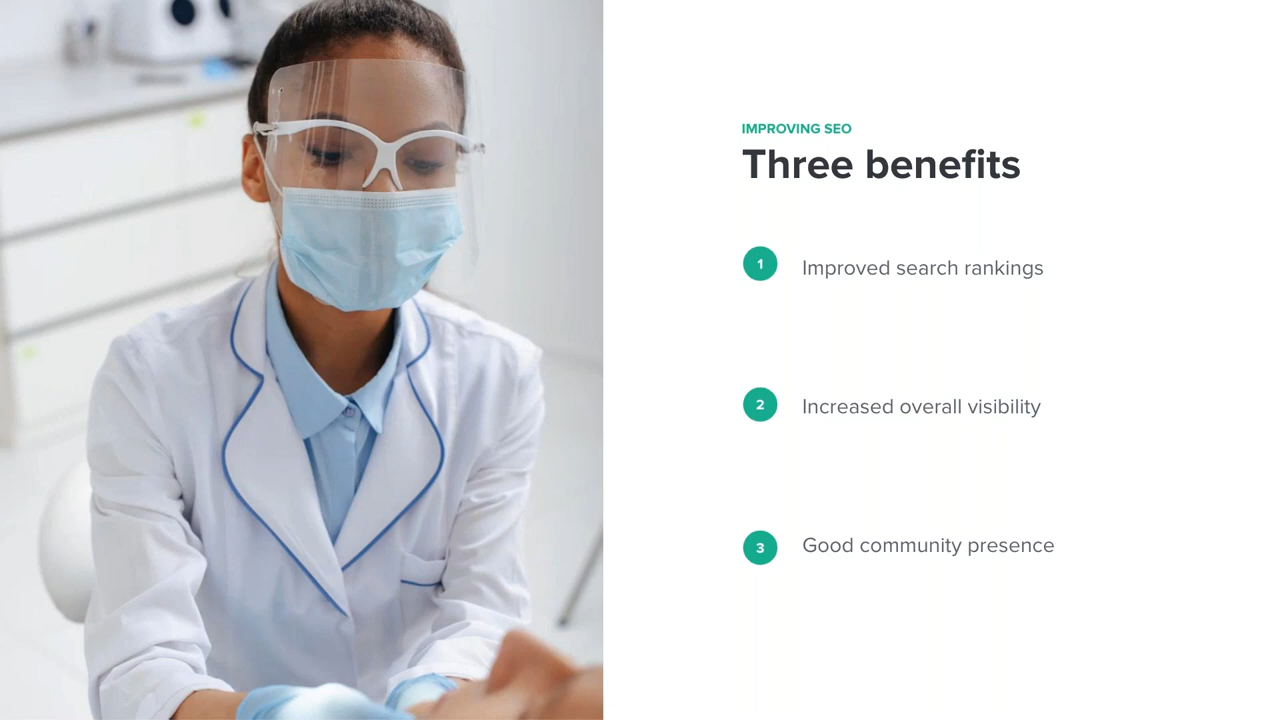 IMPROVING SEO
Three benefits
1 Improved search rankings
2 Increased overall visibility
3 Good community presence